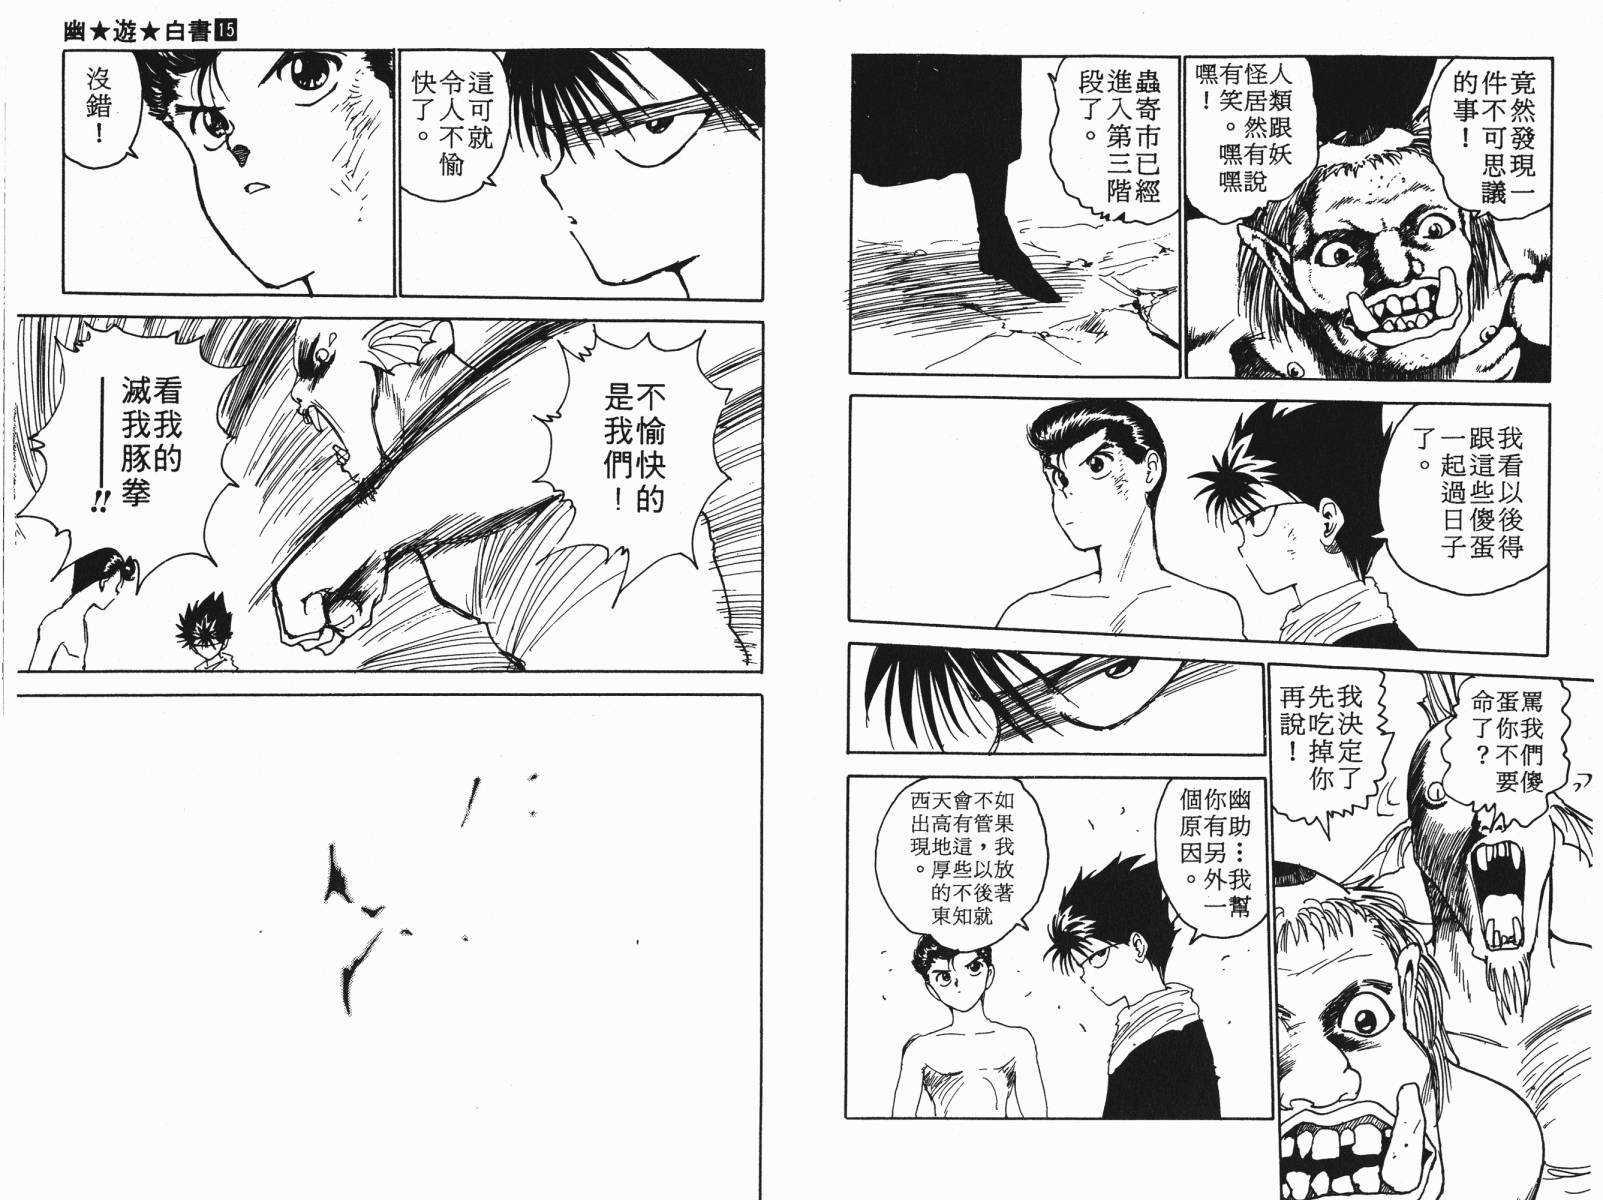 幽★遊★白書15
竟然發現一
件不可思議
的事！
人類跟妖
怪居然有說
有笑。嘿嘿
嘿！
蟲寄市已經
進入第三階
段了。
我看以後得
跟這些傻蛋
一起過日子
了。
罵我們傻
蛋你不要
命了？
我決定了
先吃掉你
再說！
幽助…我幫
你有另外一
個原因。
如果我放著
不管，以後就
會有這些不知
天高地厚的東
西出現。
這可就
令人不愉
快了。
沒錯！
不愉快的
是我們！
看我的
滅我豚拳
——!!